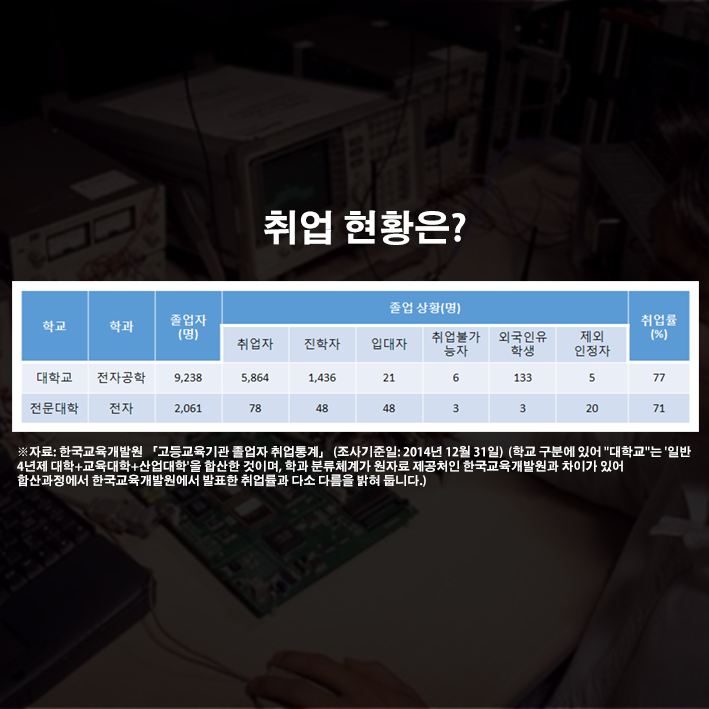 취업 현황은?
학교 학과 졸업자 (명) 졸업 상황(명) 취업률 (%)
취업자 진학자 입대자 취업불가 능자 외국인유 학생 제외 인정자
대학교 전자공학 9,238 5,864 1,436 21 6 133 5 77
전문대학 전자 2,061 78 48 48 3 3 20 71
※자료: 한국교육개발원 「고등교육기관 졸업자 취업통계」 (조사기준일: 2014년 12월 31일) (학교 구분에 있어 "대학교"는 '일반
4년제 대학+교육대학+산업대학'을 합산한 것이며, 학과 분류체계가 원자료 제공처인 한국교육개발원과 차이가 있어
합산과정에서 한국교육개발원에서 발표한 취업률과 다소 다름을 밝혀 둡니다.)